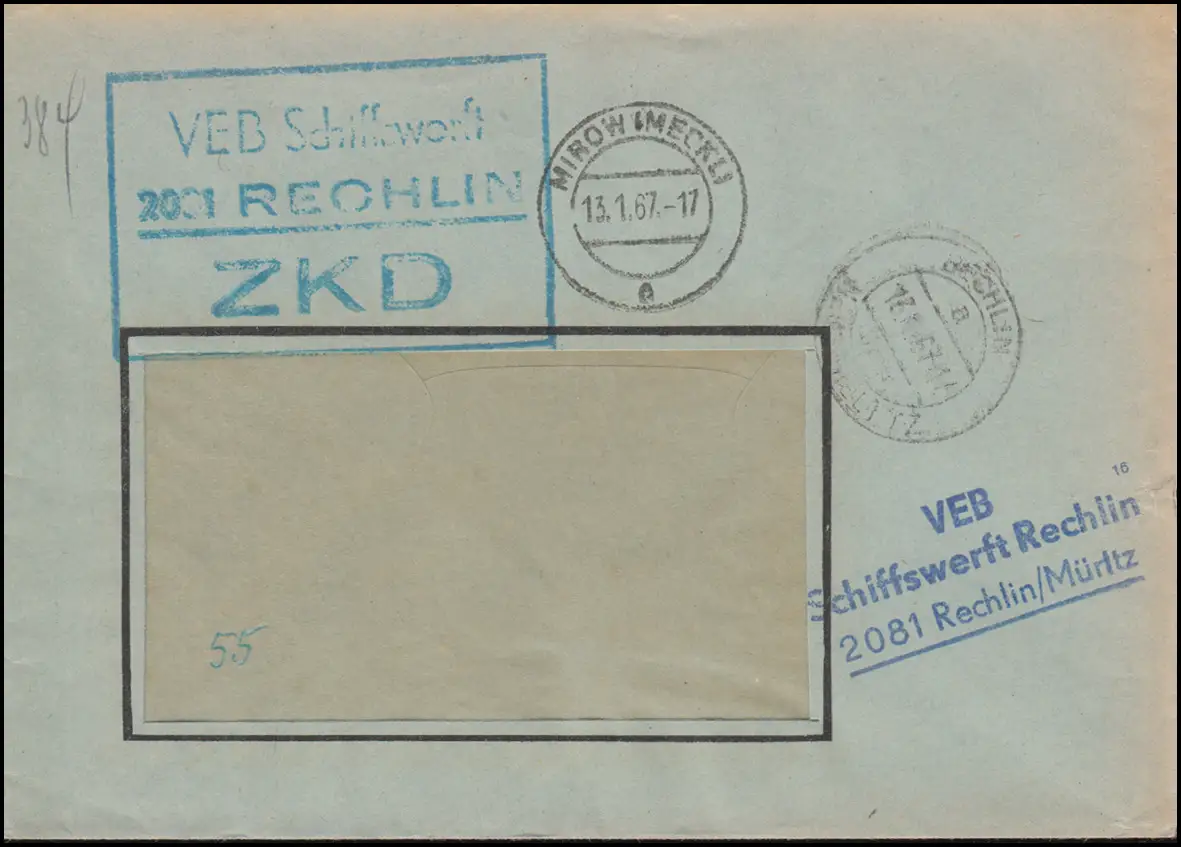 384
VEB Schiffswerft
2081 RECHLIN
ZKD
MIROW (MECKL)
13.1.67.-17
a
RECHLIN
a
16
VEB
Schiffswerft Rechlin
2081 Rechlin/Müritz
55